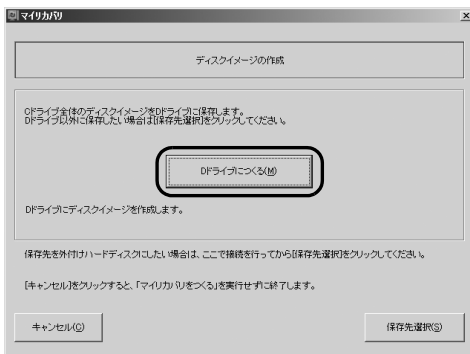 マイリカバリ
ディスクイメージの作成
Cドライブ全体のディスクイメージをDドライブに保存します。
Dドライブ以外に保存したい場合は[保存先選択]をクリックしてください。
Dドライブにつくる(M)
Dドライブにディスクイメージを作成します。
保存先を外付けハードディスクにしたい場合は、ここで接続を行ってから[保存先選択]をクリックしてください。
[キャンセル]をクリックすると、「マイリカバリをつくる」を実行せずに終了します。
キャンセル(C)
保存先選択(S)